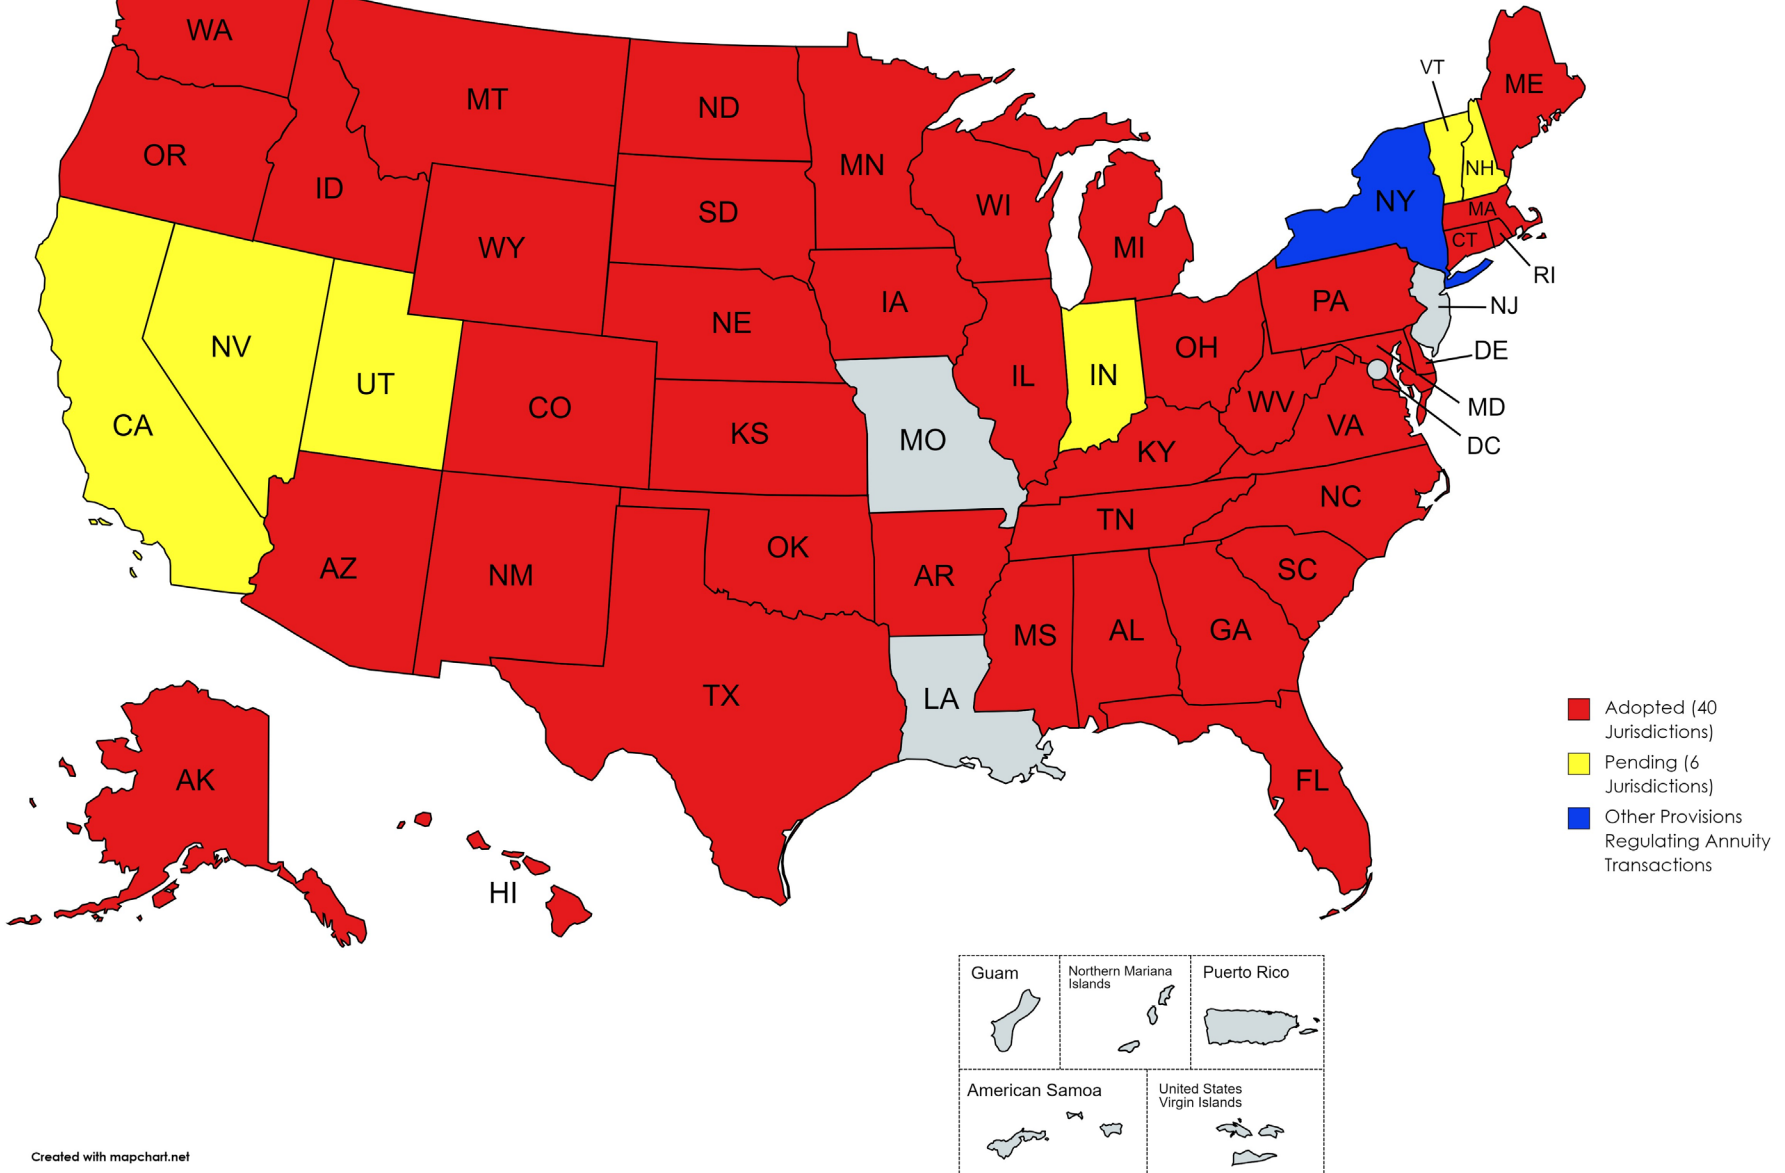 WA
MT
ND
MN
OR
ID
SD
WI
WY
MI
VT
ME
NH
NY
MA
CT
RI
IA
NE
PA
NJ
NV
OH
DE
UT
IL
IN
CA
CO
KS
MO
WV
VA
MD
DC
KY
NC
TN
AZ
NM
OK
AR
SC
MS
AL
GA
TX
LA
FL
AK
HI
Adopted (40
Jurisdictions)
Pending (6
Jurisdictions)
Other Provisions
Regulating Annuity
Transactions
Guam
Northern Mariana
Islands
Puerto Rico
American Samoa
United States
Virgin Islands
Created with mapchart.net